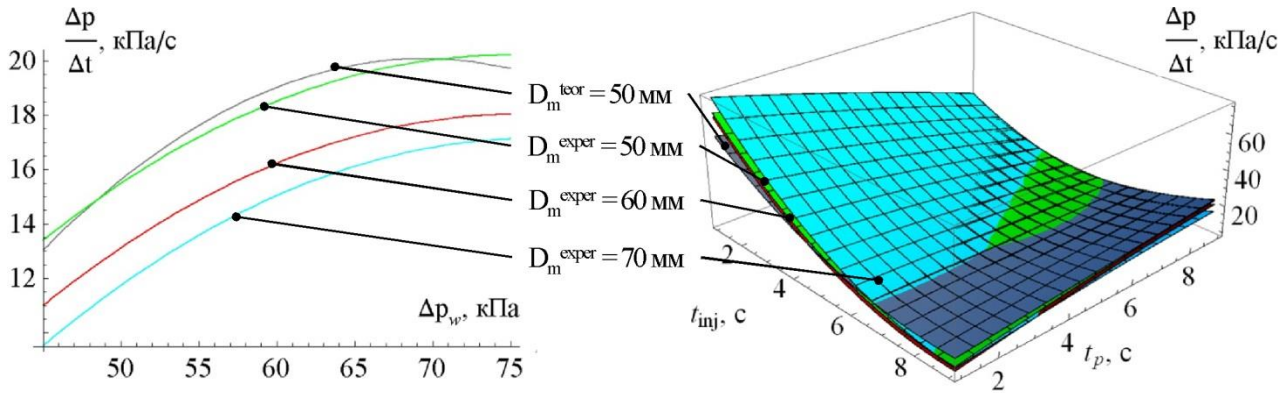 Δp/Δt, кПа/с
20
18
16
14
12
50 55 60 65 70 75
Δp_w, кПа
D_m^teor = 50 мм
D_m^exper = 50 мм
D_m^exper = 60 мм
D_m^exper = 70 мм
Δp/Δt, кПа/с
60
40
20
2 4 6 8
t_inj, с
2 4 6 8
t_p, с